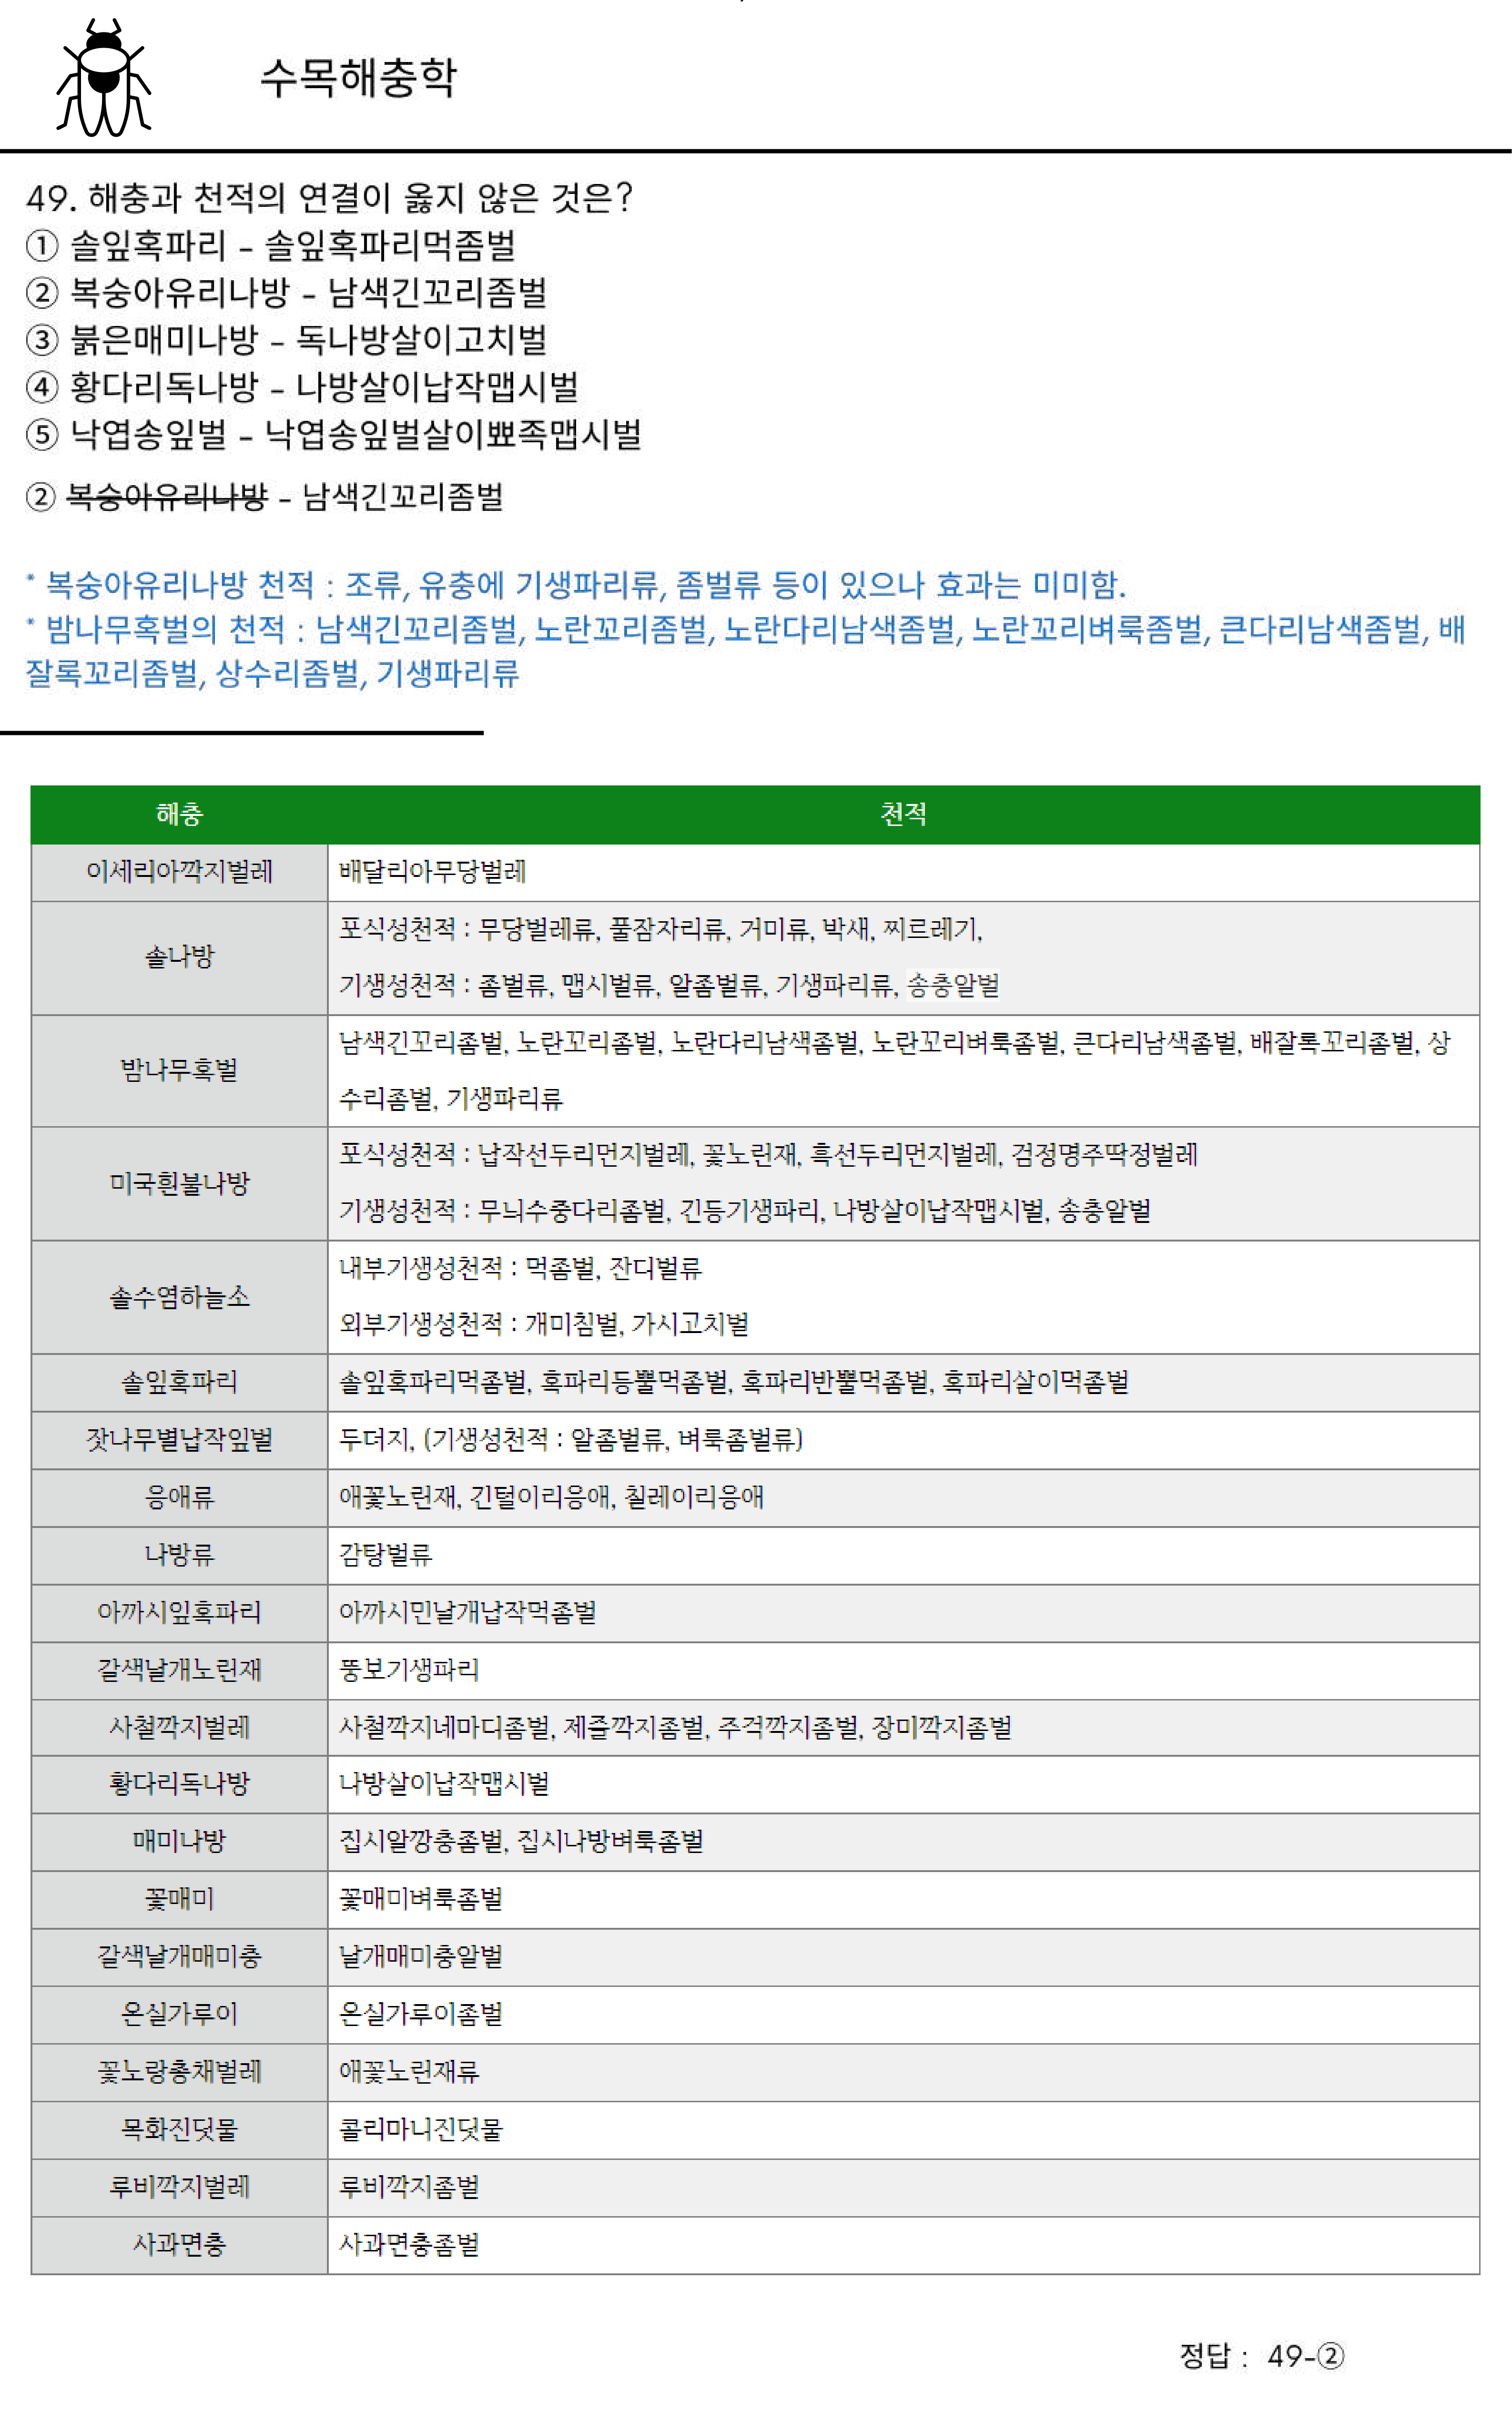 수목해충학
49. 해충과 천적의 연결이 옳지 않은 것은?
① 솔잎혹파리 - 솔잎혹파리먹좀벌
② 복숭아유리나방 - 남색긴꼬리좀벌
③ 붉은매미나방 - 독나방살이고치벌
④ 황다리독나방 - 나방살이납작맵시벌
⑤ 낙엽송잎벌 - 낙엽송잎벌살이뾰족맵시벌
② 복숭아유리나방 - 남색긴꼬리좀벌
* 복숭아유리나방 천적 : 조류, 유충에 기생파리류, 좀벌류 등이 있으나 효과는 미미함.
* 밤나무혹벌의 천적 : 남색긴꼬리좀벌, 노란꼬리좀벌, 노란다리남색좀벌, 노란꼬리벼룩좀벌, 큰다리남색좀벌, 배
잘록꼬리좀벌, 상수리좀벌, 기생파리류
해충 천적
이세리아깍지벌레 배달리아무당벌레
솔나방 포식성천적 : 무당벌레류, 풀잠자리류, 거미류, 박새, 찌르레기,
기생성천적 : 좀벌류, 맵시벌류, 알좀벌류, 기생파리류, 송충알벌
밤나무혹벌 남색긴꼬리좀벌, 노란꼬리좀벌, 노란다리남색좀벌, 노란꼬리벼룩좀벌, 큰다리남색좀벌, 배잘록꼬리좀벌, 상
수리좀벌, 기생파리류
미국흰불나방 포식성천적 : 납작선두리먼지벌레, 꽃노린재, 흑선두리먼지벌레, 검정명주딱정벌레
기생성천적 : 무늬수중다리좀벌, 긴등기생파리, 나방살이납작맵시벌, 송충알벌
솔수염하늘소 내부기생성천적 : 먹좀벌, 잔디벌류
외부기생성천적 : 개미침벌, 가시고치벌
솔잎혹파리 솔잎혹파리먹좀벌, 혹파리등뿔먹좀벌, 혹파리반뿔먹좀벌, 혹파리살이먹좀벌
잣나무별납작잎벌 두더지, (기생성천적 : 알좀벌류, 벼룩좀벌류)
응애류 애꽃노린재, 긴털이리응애, 칠레이리응애
나방류 감탕벌류
아까시잎혹파리 아까시민날개납작먹좀벌
갈색날개노린재 뚱보기생파리
사철깍지벌레 사철깍지네마디좀벌, 제즐깍지좀벌, 주걱깍지좀벌, 장미깍지좀벌
황다리독나방 나방살이납작맵시벌
매미나방 집시알깡충좀벌, 집시나방벼룩좀벌
꽃매미 꽃매미벼룩좀벌
갈색날개매미충 날개매미충알벌
온실가루이 온실가루이좀벌
꽃노랑총채벌레 애꽃노린재류
목화진딧물 콜리마니진딧물
루비깍지벌레 루비깍지좀벌
사과면충 사과면충좀벌
정답 : 49-②